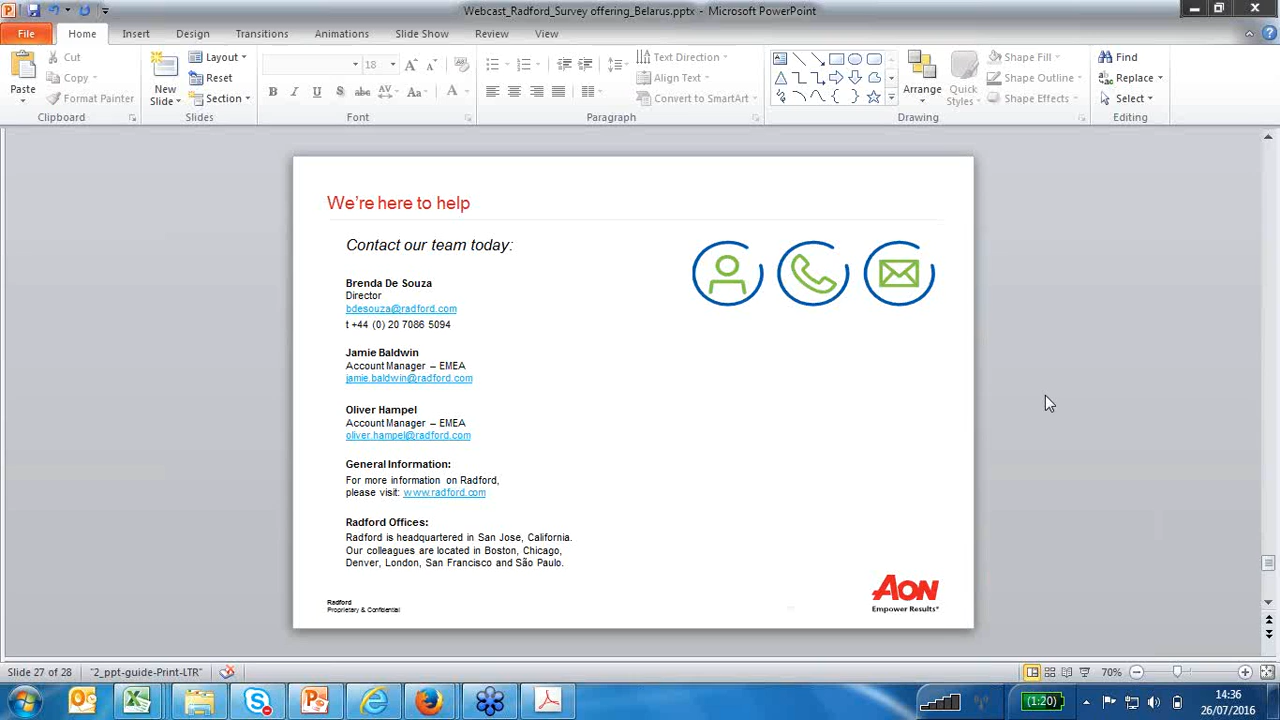 Webcast_Radford_Survey offering_Belarus.pptx - Microsoft PowerPoint
File Home Insert Design Transitions Animations Slide Show Review View
Paste
Cut
Copy
Format Painter
Clipboard
New Slide
Layout
Reset
Section
Slides
18
Font
Text Direction
Align Text
Convert to SmartArt
Paragraph
Arrange
Quick Styles
Shape Fill
Shape Outline
Shape Effects
Drawing
Find
Replace
Select
Editing
We're here to help
Contact our team today:
Brenda De Souza
Director
bdesouza@radford.com
t +44 (0) 20 7086 5094
Jamie Baldwin
Account Manager – EMEA
jamie.baldwin@radford.com
Oliver Hampel
Account Manager – EMEA
oliver.hampel@radford.com
General Information:
For more information on Radford,
please visit: www.radford.com
Radford Offices:
Radford is headquartered in San Jose, California.
Our colleagues are located in Boston, Chicago,
Denver, London, San Francisco and São Paulo.
Radford
Proprietary & Confidential
AON
Empower Results®
Slide 27 of 28 "2_ppt-guide-Print-LTR" 70%
(1:20)
14:36
26/07/2016